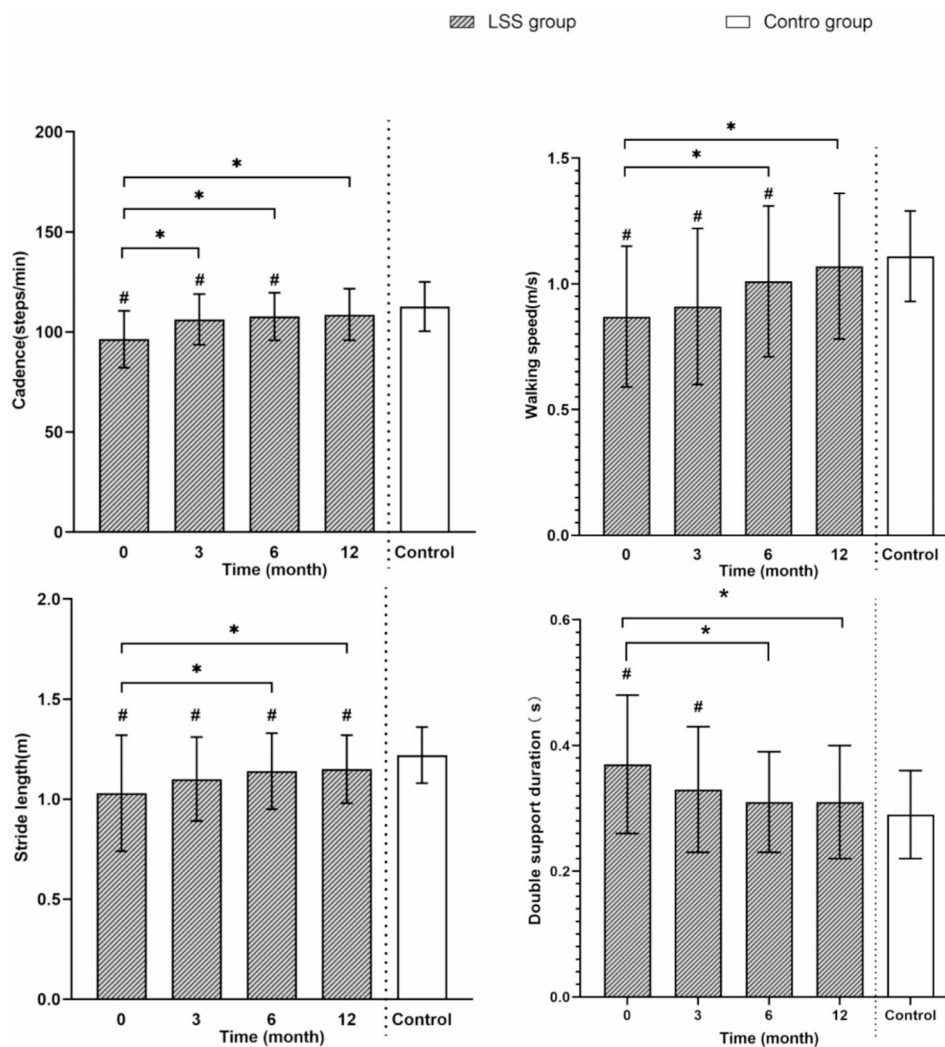 LSS group
Contro group
Cadence(steps/min)
200
150
100
50
0
*
*
*
#
#
#
0 3 6 12 Control
Time (month)
Walking speed(m/s)
1.5
1.0
0.5
0.0
*
*
#
#
#
0 3 6 12 Control
Time (month)
Stride length(m)
2.0
1.5
1.0
0.5
0.0
*
*
# # # #
0 3 6 12 Control
Time (month)
Double support duration（s）
0.6
0.4
0.2
0.0
*
*
#
#
0 3 6 12 Control
Time (month)